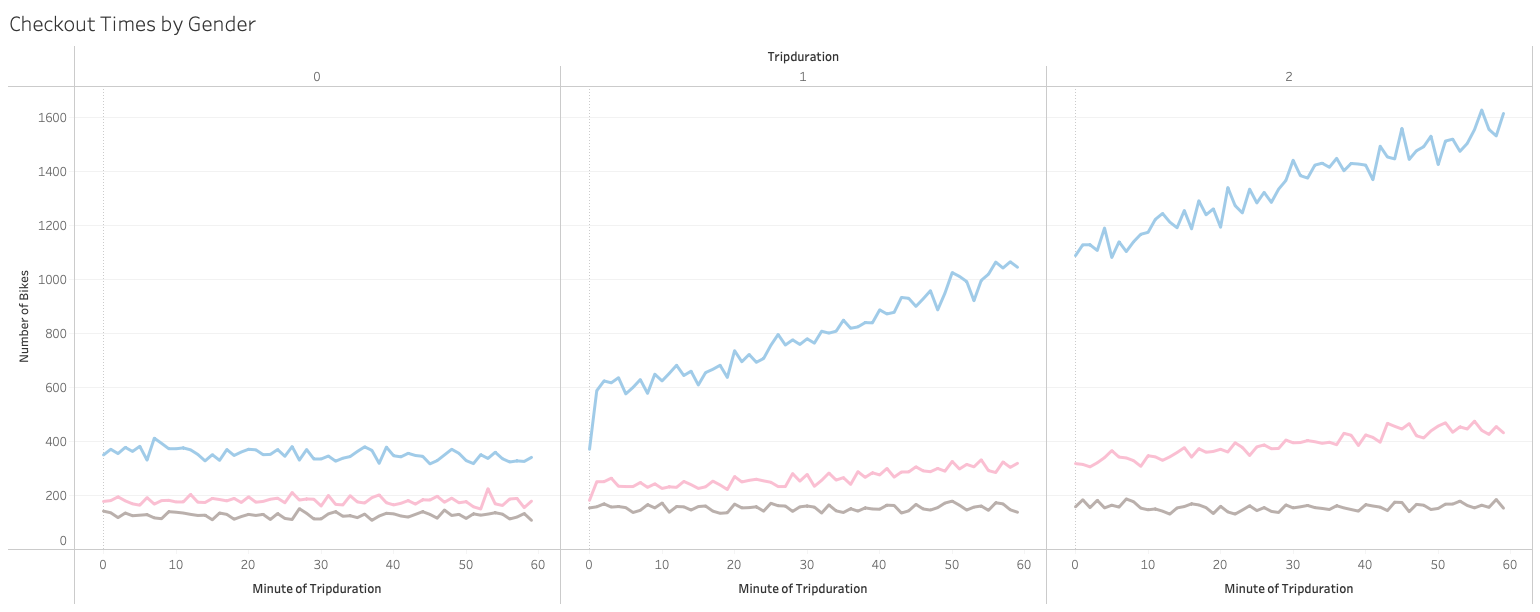 Checkout Times by Gender
Tripduration
0 1 2
Number of Bikes
1600
1400
1200
1000
800
600
400
200
0
0 10 20 30 40 50 60 0 10 20 30 40 50 60 0 10 20 30 40 50 60
Minute of Tripduration Minute of Tripduration Minute of Tripduration